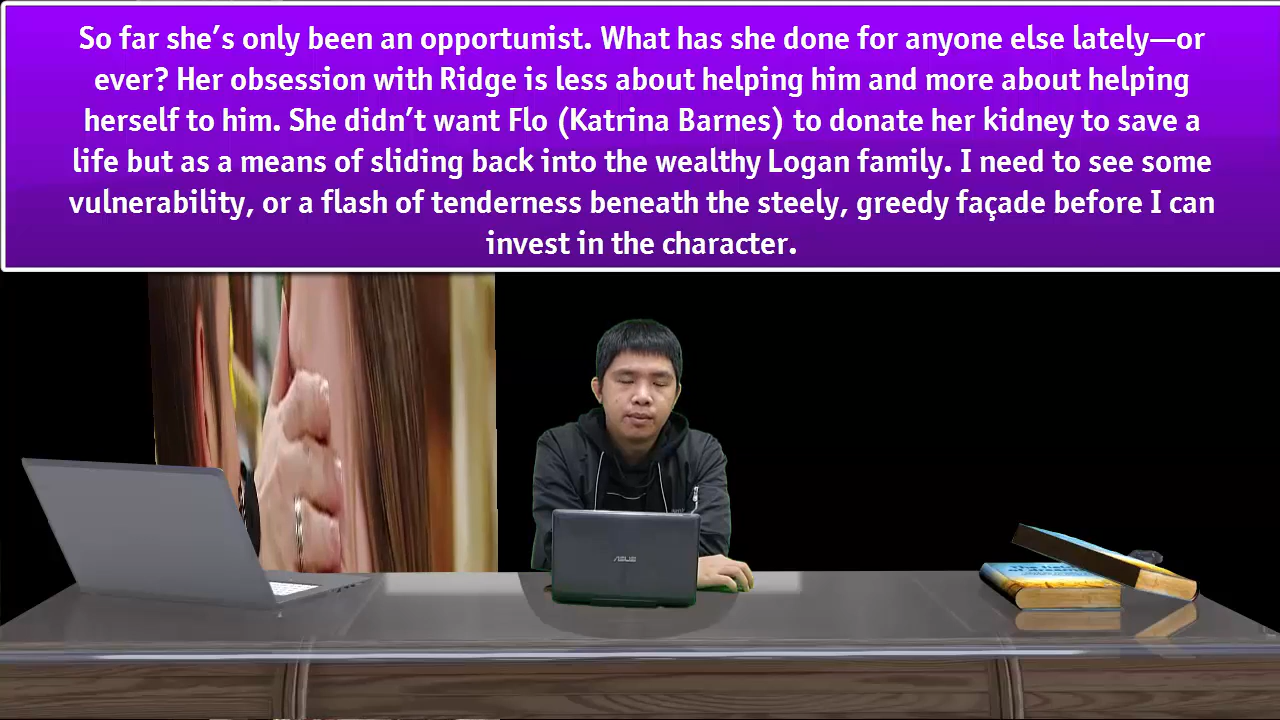 So far she's only been an opportunist. What has she done for anyone else lately—or
ever? Her obsession with Ridge is less about helping him and more about helping
herself to him. She didn't want Flo (Katrina Barnes) to donate her kidney to save a
life but as a means of sliding back into the wealthy Logan family. I need to see some
vulnerability, or a flash of tenderness beneath the steely, greedy façade before I can
invest in the character.
ASUS